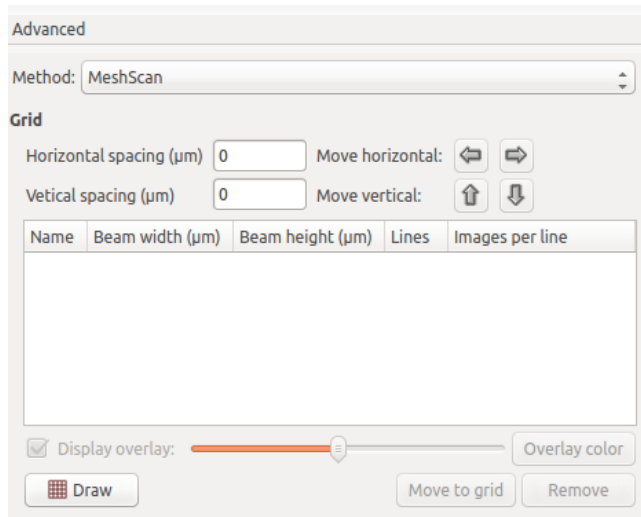 Advanced
Method: MeshScan
Grid
Horizontal spacing (µm) 0 Move horizontal:
Vetical spacing (µm) 0 Move vertical:
Name Beam width (µm) Beam height (µm) Lines Images per line
Display overlay: Overlay color
Draw Move to grid Remove